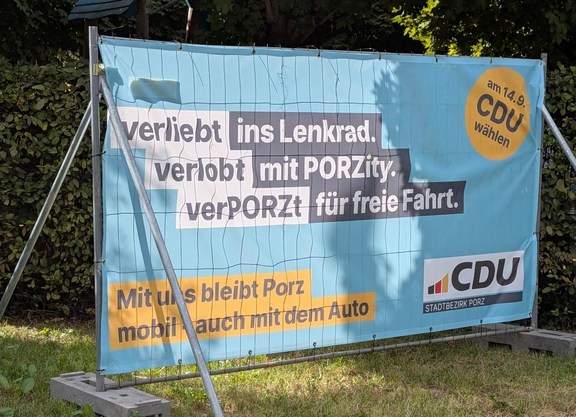 am 14.9.
CDU
wählen
verliebt ins Lenkrad.
verlobt mit PORZity.
verPORZt für freie Fahrt.
Mit uns bleibt Porz
mobil - auch mit dem Auto
CDU
STADTBEZIRK PORZ